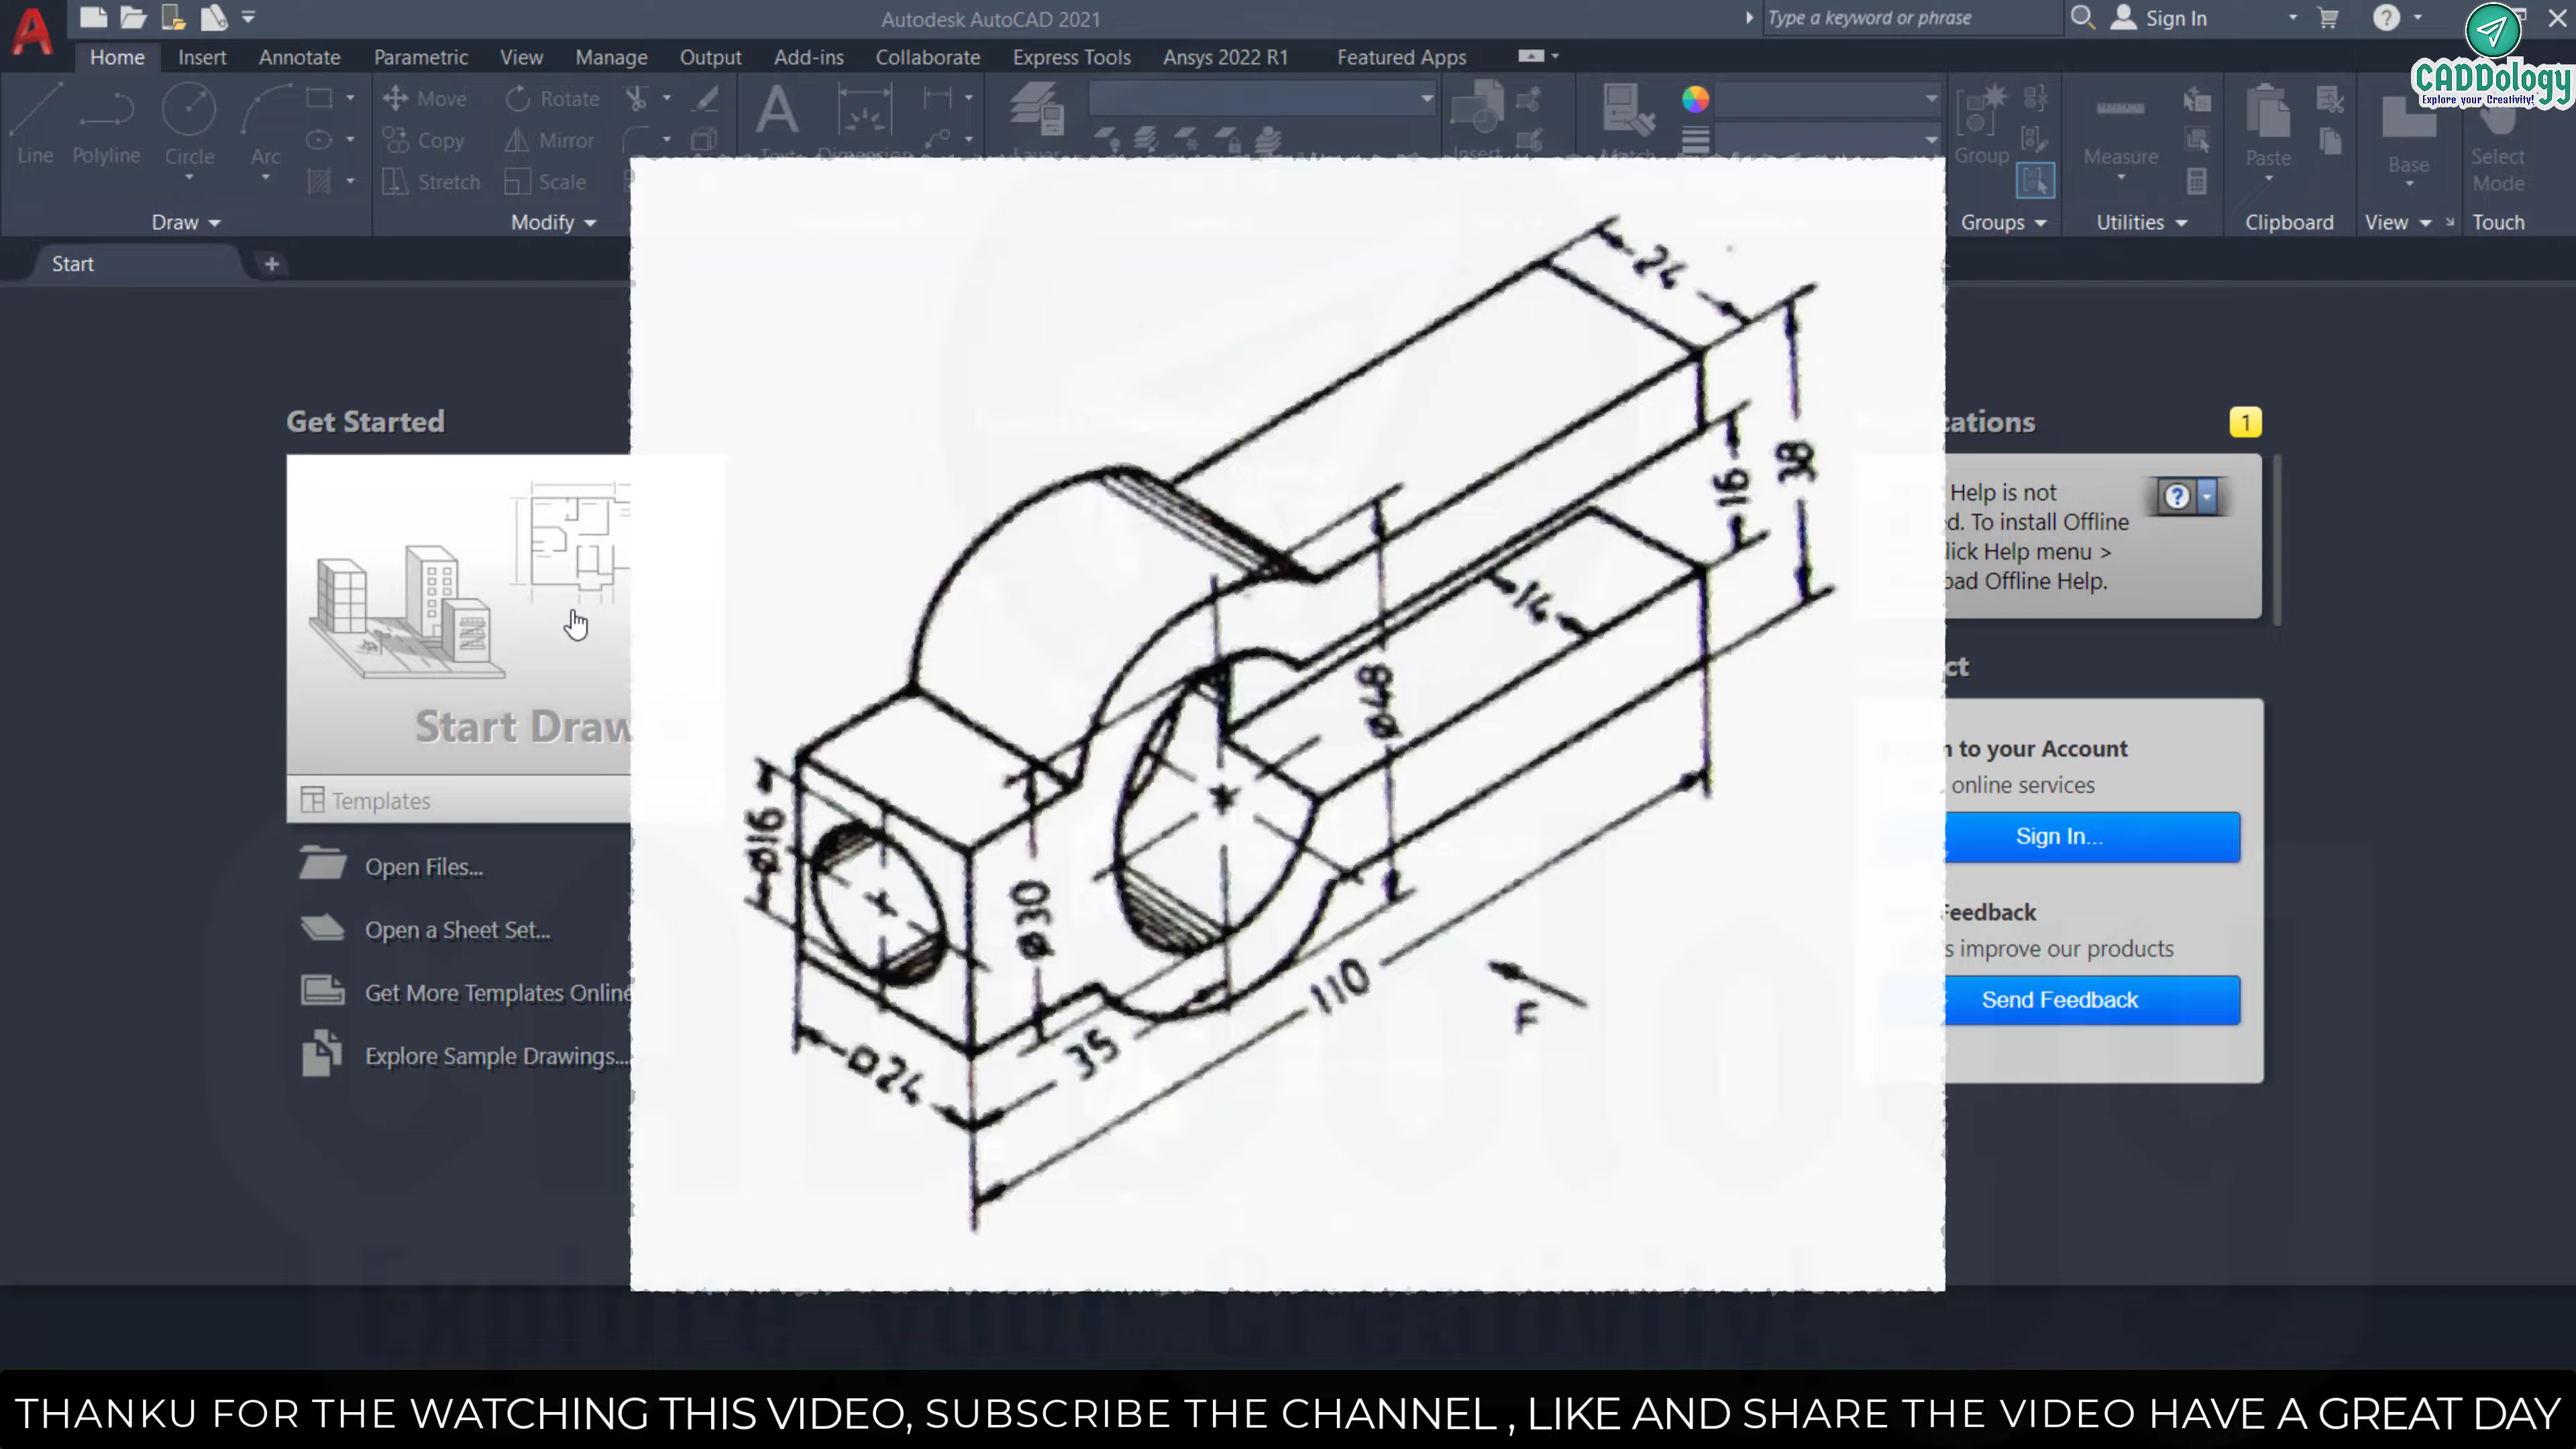 Autodesk AutoCAD 2021
Type a keyword or phrase
Sign In
CADDology
Explore your Creativity!
Home Insert Annotate Parametric View Manage Output Add-ins Collaborate Express Tools Ansys 2022 R1 Featured Apps
Line Polyline Circle Arc
Move Rotate
Copy Mirror
Stretch Scale
Group Measure Paste Base Select Mode
Draw Modify Groups Utilities Clipboard View Touch
Start
Get Started
Start Draw
Templates
Open Files...
Open a Sheet Set...
Get More Templates Online
Explore Sample Drawings...
24
38
16
14
ø48
ø16
ø30
□24
35
110
F
cations
1
Help is not
d. To install Offline
lick Help menu >
oad Offline Help.
ct
n to your Account
online services
Sign In...
Feedback
s improve our products
Send Feedback
Explore your Creativity!
THANKU FOR THE WATCHING THIS VIDEO, SUBSCRIBE THE CHANNEL , LIKE AND SHARE THE VIDEO HAVE A GREAT DAY